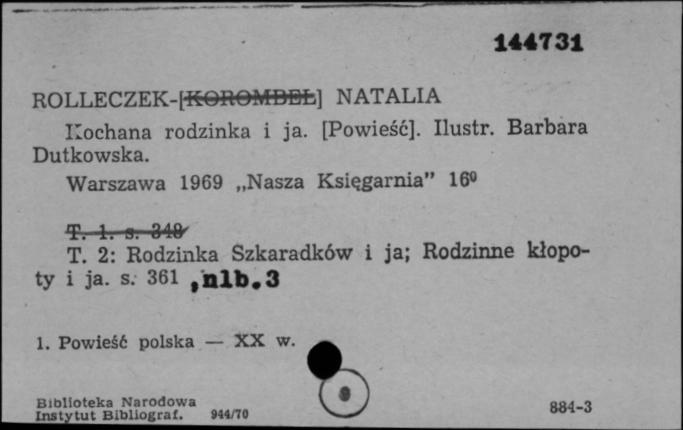 144731
ROLLECZEK-[KOROMBEL] NATALIA
Kochana rodzinka i ja. [Powieść]. Ilustr. Barbara
Dutkowska.
Warszawa 1969 „Nasza Księgarnia” 16º
T. 1. s. 348
T. 2: Rodzinka Szkaradków i ja; Rodzinne kłopo-
ty i ja. s. 361 ,nlb.3
1. Powieść polska — XX w.
Biblioteka Narodowa
Instytut Bibliograf. 944/70
884-3